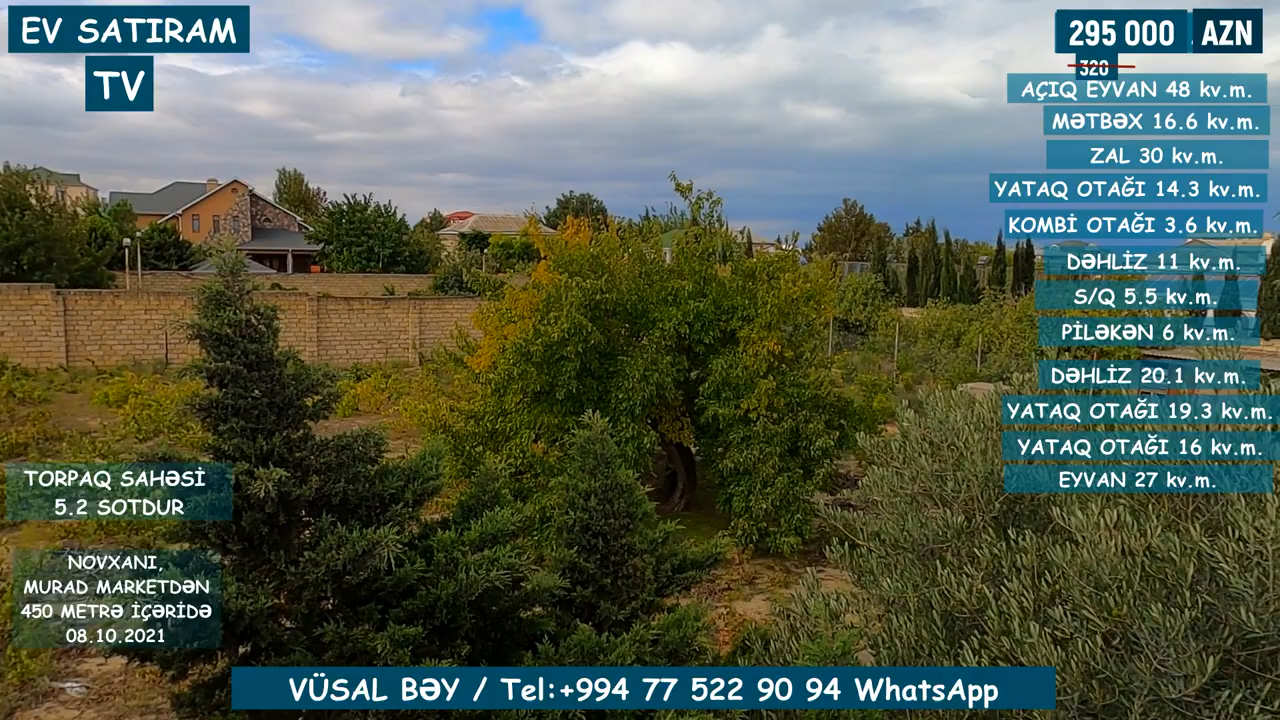 EV SATIRAM
TV
295 000 AZN
320
AÇIQ EYVAN 48 kv.m.
MƏTBƏX 16.6 kv.m.
ZAL 30 kv.m.
YATAQ OTAĞI 14.3 kv.m.
KOMBİ OTAĞI 3.6 kv.m.
DƏHLİZ 11 kv.m.
S/Q 5.5 kv.m.
PİLƏKƏN 6 kv.m.
DƏHLİZ 20.1 kv.m.
YATAQ OTAĞI 19.3 kv.m.
YATAQ OTAĞI 16 kv.m.
EYVAN 27 kv.m.
TORPAQ SAHƏSİ
5.2 SOTDUR
NOVXANI,
MURAD MARKETDƏN
450 METRƏ İÇƏRİDƏ
08.10.2021
VÜSAL BƏY / Tel:+994 77 522 90 94 WhatsApp